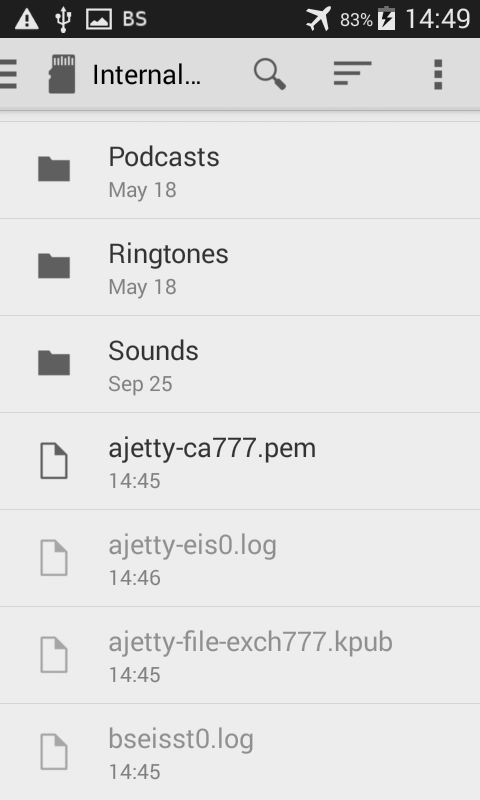 BS 83% 14:49
Internal...
Podcasts
May 18
Ringtones
May 18
Sounds
Sep 25
ajetty-ca777.pem
14:45
ajetty-eis0.log
14:46
ajetty-file-exch777.kpub
14:45
bseisst0.log
14:45